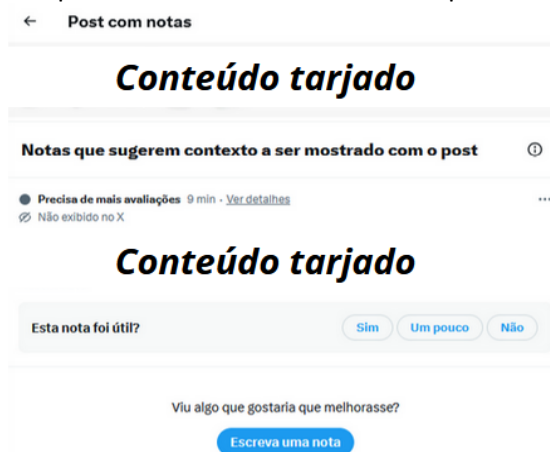 Post com notas
Conteúdo tarjado
Notas que sugerem contexto a ser mostrado com o post
Precisa de mais avaliações 9 min · Ver detalhes
Não exibido no X
Conteúdo tarjado
Esta nota foi útil? Sim Um pouco Não
Viu algo que gostaria que melhorasse?
Escreva uma nota